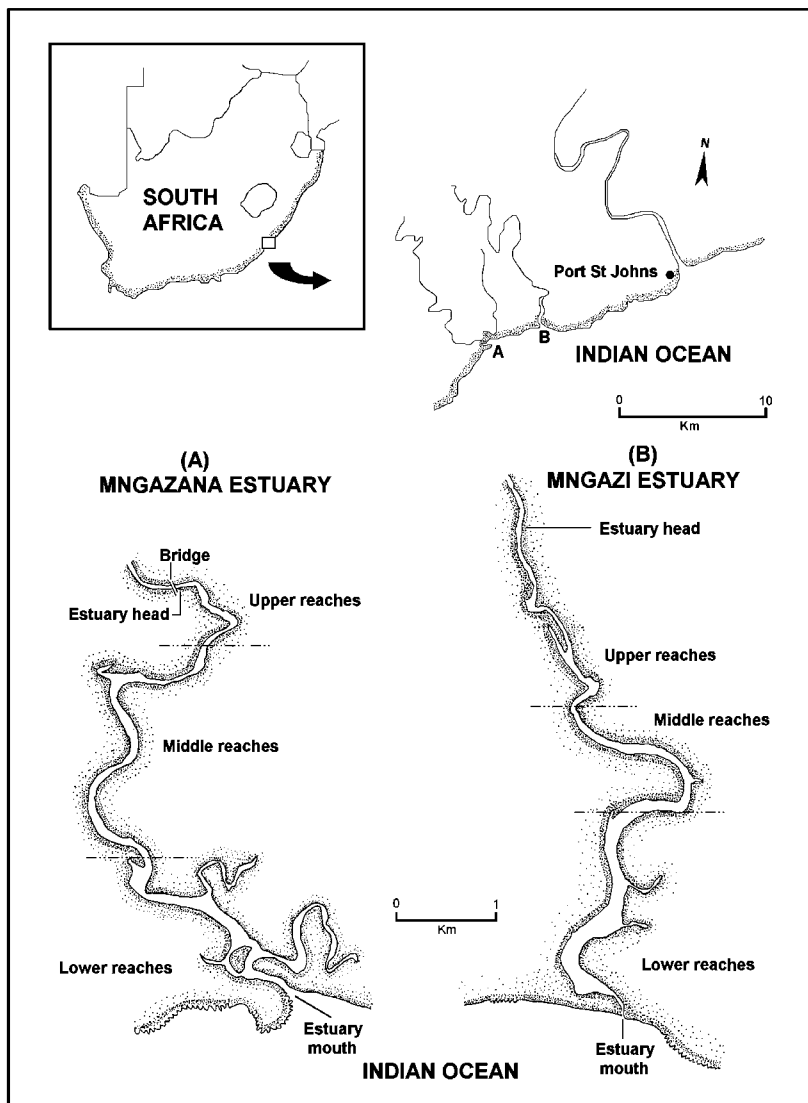 SOUTH
AFRICA
N
Port St Johns
A
B
INDIAN OCEAN
0
10
Km
(A)
MNGAZANA ESTUARY
(B)
MNGAZI ESTUARY
Estuary head
Bridge
Estuary head
Upper reaches
Upper reaches
Middle reaches
Middle reaches
0
1
Km
Lower reaches
Lower reaches
Estuary
mouth
Estuary
mouth
INDIAN OCEAN